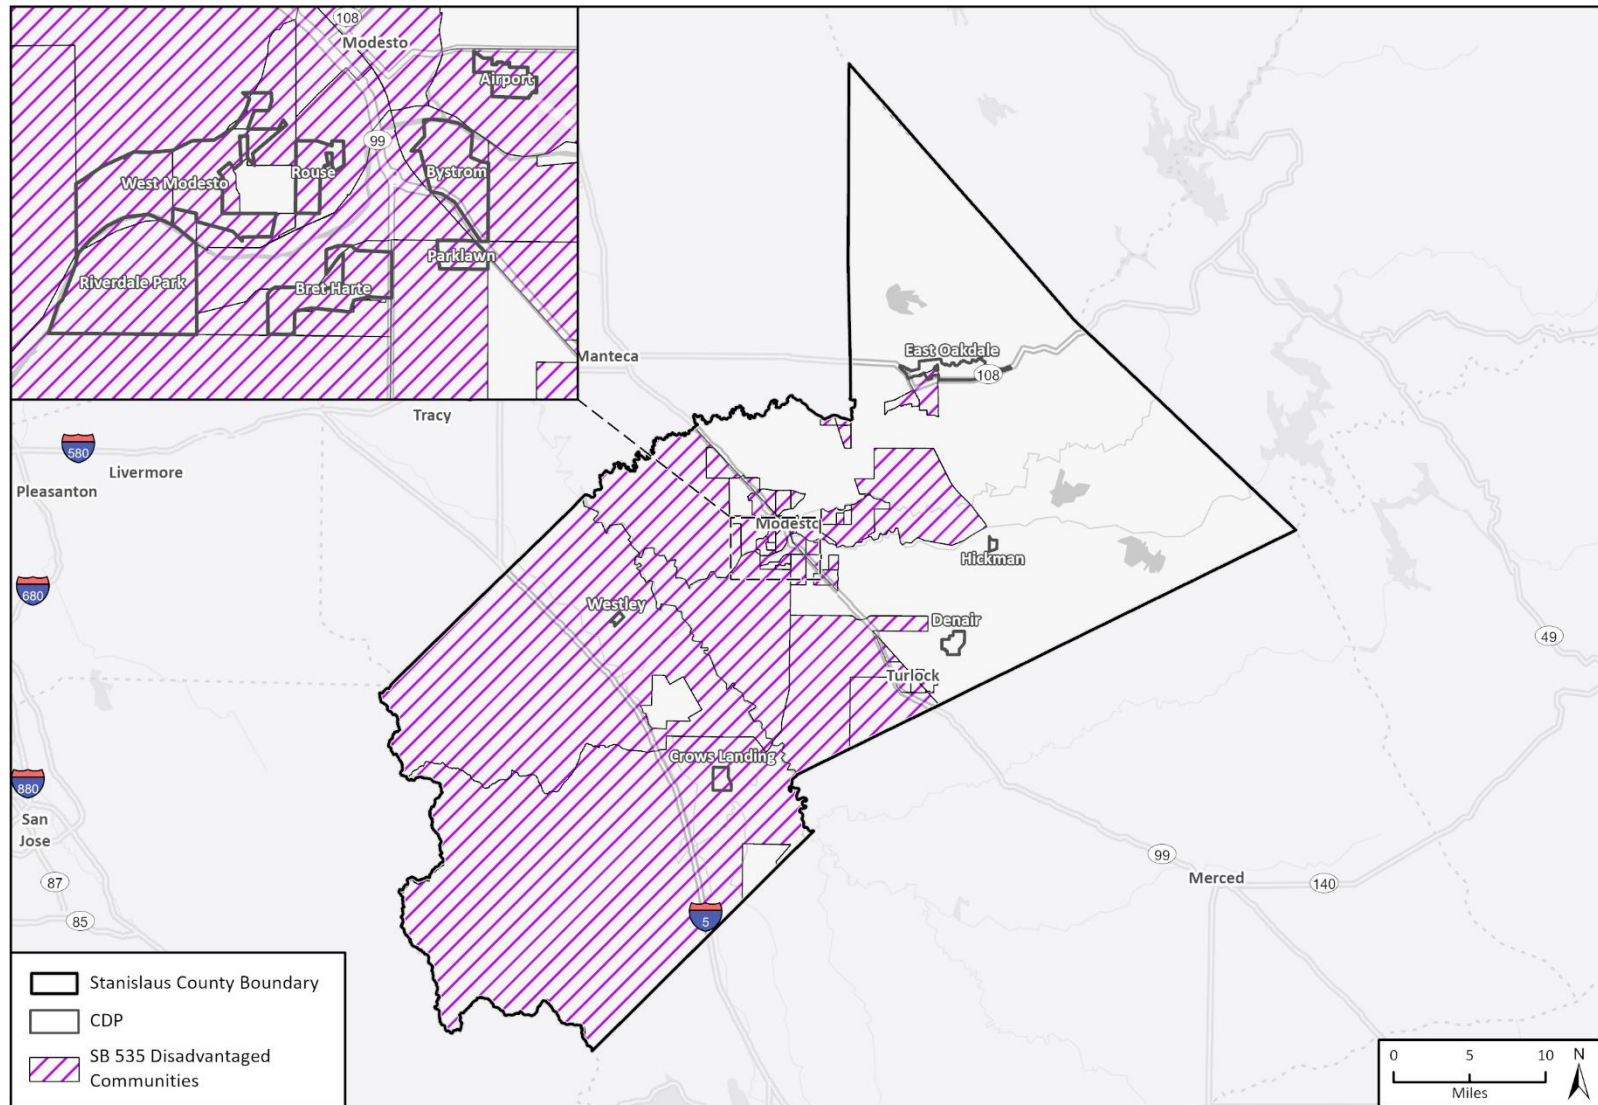 108
Modesto
Airport
99
West Modesto
Rouse
Bystrom
Parklawn
Riverdale Park
Bret Harte
Manteca
East Oakdale
108
Tracy
580
Livermore
Pleasanton
Modestc
Hickman
680
Westley
Denair
49
Turlock
Crows Landing
880
San
Jose
99
Merced
140
87
85
5
Stanislaus County Boundary
CDP
SB 535 Disadvantaged
Communities
0 5 10
Miles
N